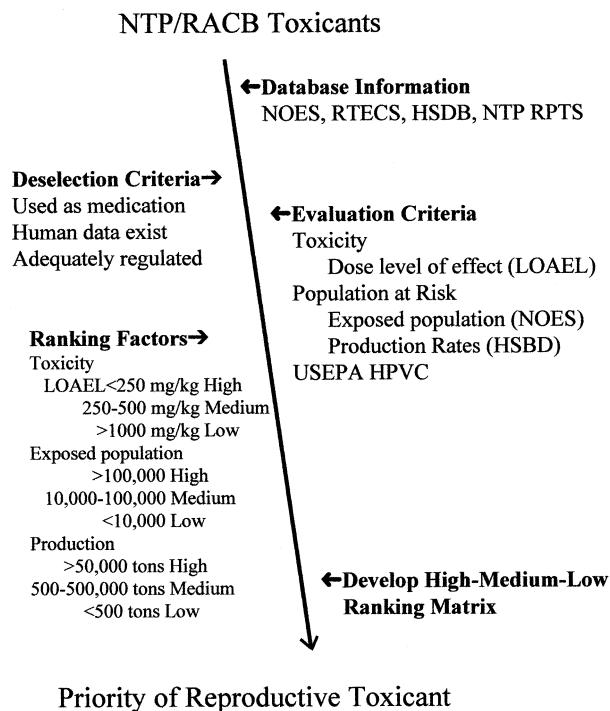 NTP/RACB Toxicants
←Database Information
NOES, RTECS, HSDB, NTP RPTS
Deselection Criteria→
Used as medication
Human data exist
Adequately regulated
←Evaluation Criteria
Toxicity
Dose level of effect (LOAEL)
Population at Risk
Exposed population (NOES)
Production Rates (HSBD)
USEPA HPVC
Ranking Factors→
Toxicity
LOAEL<250 mg/kg High
250-500 mg/kg Medium
>1000 mg/kg Low
Exposed population
>100,000 High
10,000-100,000 Medium
<10,000 Low
Production
>50,000 tons High
500-500,000 tons Medium
<500 tons Low
←Develop High-Medium-Low
Ranking Matrix
Priority of Reproductive Toxicant